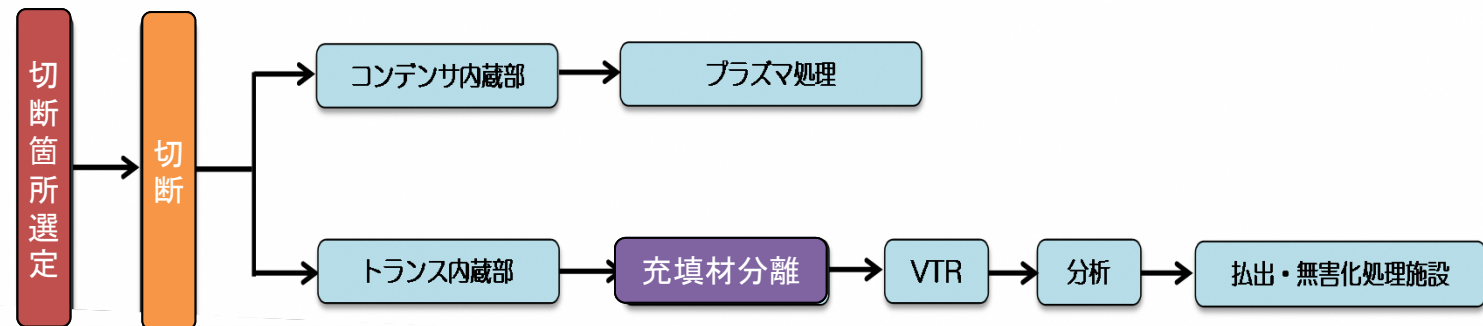 切断箇所選定
切断
コンデンサ内蔵部
プラズマ処理
トランス内蔵部
充填材分離
VTR
分析
払出・無害化処理施設